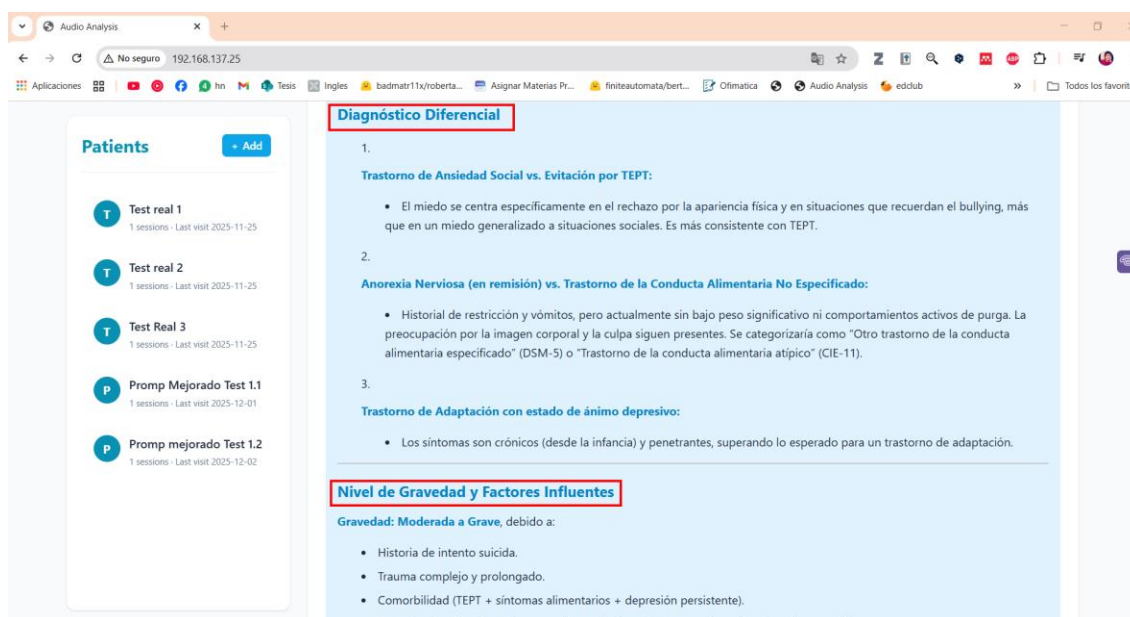 Audio Analysis
No seguro
192.168.137.25
Aplicaciones
hn
Tesis
Ingles
badmatr11x/roberta...
Asignar Materias Pr...
finiteautomata/bert...
Ofimatica
Audio Analysis
eddub
»
Todos los favorit
Patients
+ Add
T
Test real 1
1 sessions · Last visit 2025-11-25
T
Test real 2
1 sessions · Last visit 2025-11-25
T
Test Real 3
1 sessions · Last visit 2025-11-25
P
Promp Mejorado Test 1.1
1 sessions · Last visit 2025-12-01
P
Promp mejorado Test 1.2
1 sessions · Last visit 2025-12-02
Diagnóstico Diferencial
1.
Trastorno de Ansiedad Social vs. Evitación por TEPT:
• El miedo se centra específicamente en el rechazo por la apariencia física y en situaciones que recuerdan el bullying, más
que en un miedo generalizado a situaciones sociales. Es más consistente con TEPT.
2.
Anorexia Nerviosa (en remisión) vs. Trastorno de la Conducta Alimentaria No Especificado:
• Historial de restricción y vómitos, pero actualmente sin bajo peso significativo ni comportamientos activos de purga. La
preocupación por la imagen corporal y la culpa siguen presentes. Se categorizaría como "Otro trastorno de la conducta
alimentaria especificado" (DSM-5) o "Trastorno de la conducta alimentaria atípico" (CIE-11).
3.
Trastorno de Adaptación con estado de ánimo depresivo:
• Los síntomas son crónicos (desde la infancia) y penetrantes, superando lo esperado para un trastorno de adaptación.
Nivel de Gravedad y Factores Influentes
Gravedad: Moderada a Grave, debido a:
• Historia de intento suicida.
• Trauma complejo y prolongado.
• Comorbilidad (TEPT + síntomas alimentarios + depresión persistente).